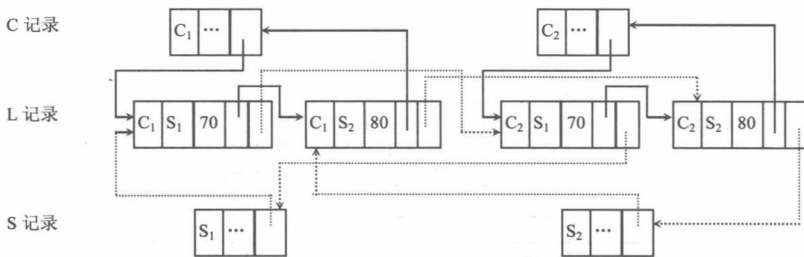 C 记录
C₁ ⋯
C₂ ⋯
L 记录
C₁ S₁ 70
C₁ S₂ 80
C₂ S₁ 70
C₂ S₂ 80
S 记录
S₁ ⋯
S₂ ⋯